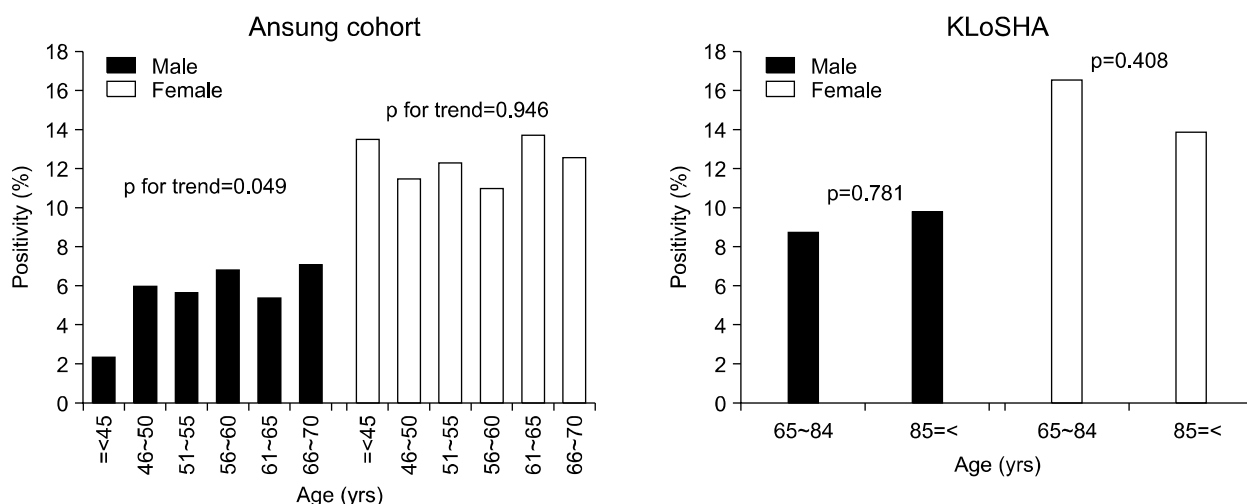 Ansung cohort
18
16
14
12
10
8
6
4
2
0
Positivity (%)
Male
Female
p for trend=0.946
p for trend=0.049
=<45
46~50
51~55
56~60
61~65
66~70
=<45
46~50
51~55
56~60
61~65
66~70
Age (yrs)
KLoSHA
18
16
14
12
10
8
6
4
2
0
Positivity (%)
Male
Female
p=0.408
p=0.781
65~84
85=<
65~84
85=<
Age (yrs)